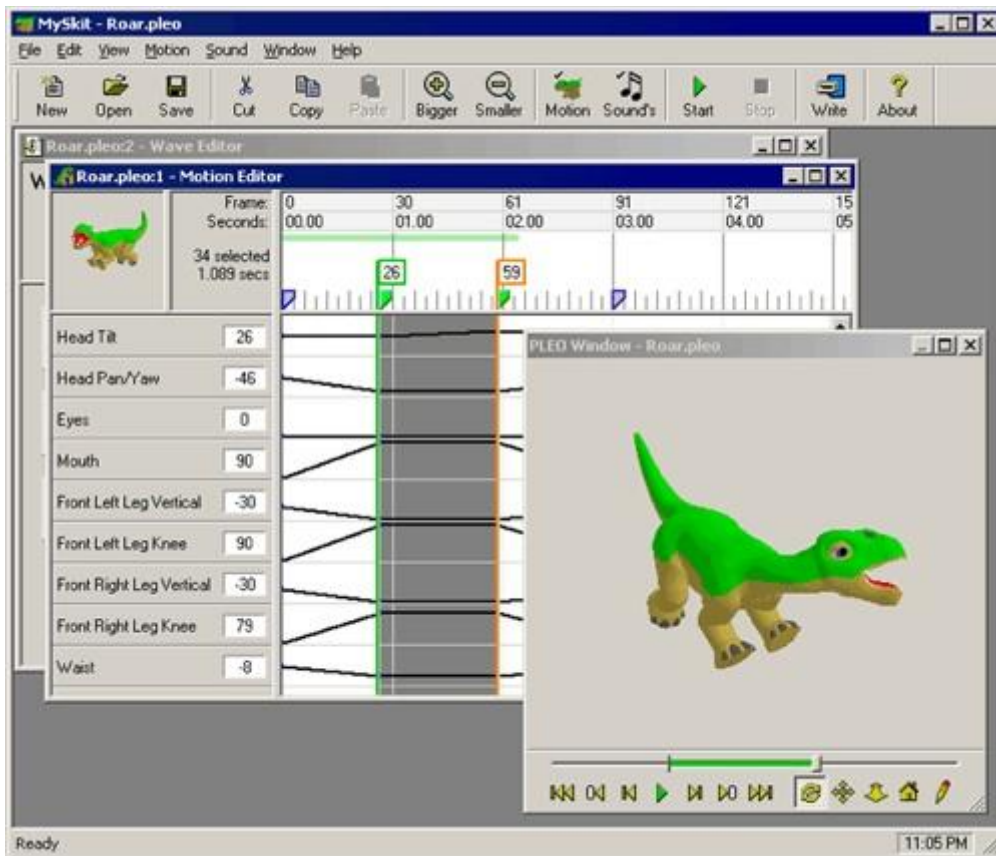 MySkit - Roar.pleo
File Edit View Motion Sound Window Help
New Open Save Cut Copy Paste Bigger Smaller Motion Sound's Start Stop Write About
Roar.pleo:2 - Wave Editor
W
Roar.pleo:1 - Motion Editor
Frame: 0 30 61 91 121 15
Seconds: 00.00 01.00 02.00 03.00 04.00 05
34 selected
1.089 secs
26 59
Head Tilt 26
Head Pan/Yaw -46
Eyes 0
Mouth 90
Front Left Leg Vertical -30
Front Left Leg Knee 90
Front Right Leg Vertical -30
Front Right Leg Knee 79
Waist -8
PLEO Window - Roar.pleo
Ready 11:05 PM